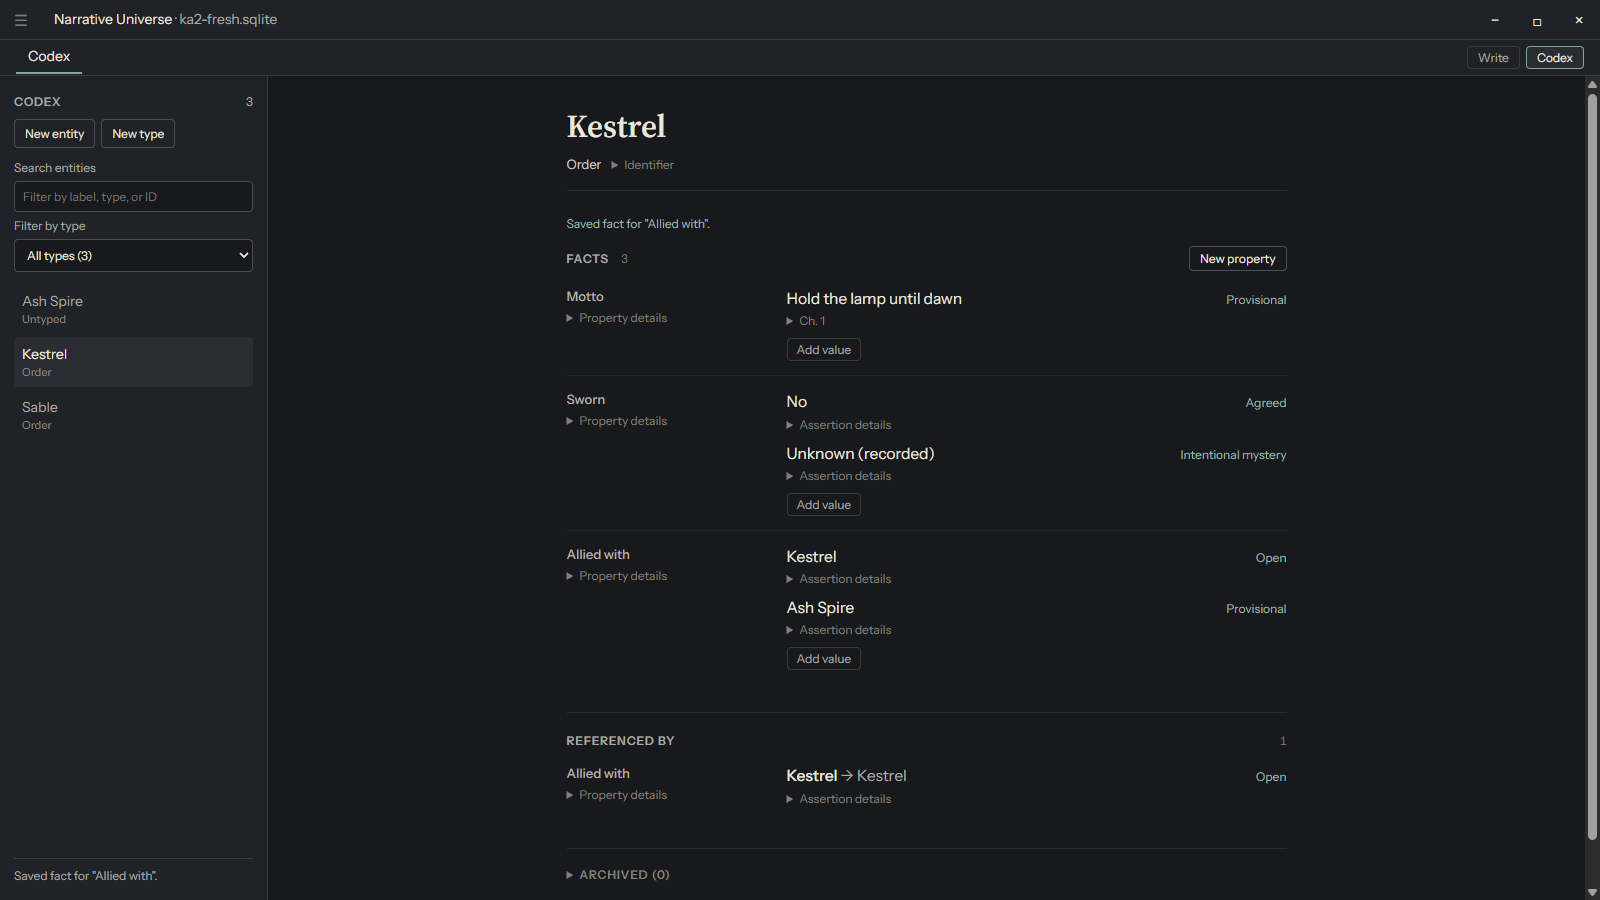 Narrative Universe · ka2-fresh.sqlite
Codex
Write
Codex
CODEX 3
New entity
New type
Search entities
Filter by label, type, or ID
Filter by type
All types (3)
Ash Spire
Untyped
Kestrel
Order
Sable
Order
Saved fact for "Allied with".
Kestrel
Order ▶ Identifier
Saved fact for "Allied with".
FACTS 3
New property
Motto
▶ Property details
Hold the lamp until dawn
Provisional
▶ Ch. 1
Add value
Sworn
▶ Property details
No
Agreed
▶ Assertion details
Unknown (recorded)
Intentional mystery
▶ Assertion details
Add value
Allied with
▶ Property details
Kestrel
Open
▶ Assertion details
Ash Spire
Provisional
▶ Assertion details
Add value
REFERENCED BY 1
Allied with
▶ Property details
Kestrel → Kestrel
Open
▶ Assertion details
▶ ARCHIVED (0)